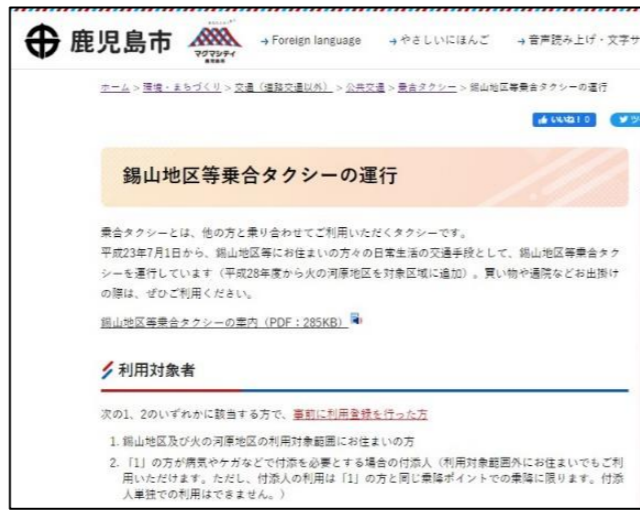 鹿児島市
マグマシティ
鹿児島市
→Foreign language →やさしいにほんご →音声読み上げ・文字サ
ホーム > 環境・まちづくり > 交通（道路交通以外） > 公共交通 > 乗合タクシー > 錫山地区等乗合タクシーの運行
いいね！ 0 ツ
錫山地区等乗合タクシーの運行
乗合タクシーとは、他の方と乗り合わせてご利用いただくタクシーです。
平成23年7月1日から、錫山地区等にお住まいの方々の日常生活の交通手段として、錫山地区等乗合タク
シーを運行しています（平成28年度から火の河原地区を対象区域に追加）。買い物や通院などお出掛け
の際は、ぜひご利用ください。
錫山地区等乗合タクシーの案内（PDF：285KB）
利用対象者
次の1、2のいずれかに該当する方で、事前に利用登録を行った方
1. 錫山地区及び火の河原地区の利用対象範囲にお住まいの方
2. 「1」の方が病気やケガなどで付添を必要とする場合の付添人（利用対象範囲外にお住まいでもご利
用いただけます。ただし、付添人の利用は「1」の方と同じ乗降ポイントでの乗降に限ります。付添
人単独での利用はできません。）